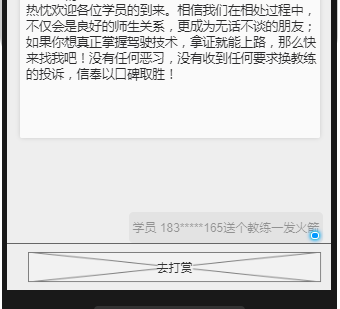 热忱欢迎各位学员的到来。相信我们在相处过程中，
不仅会是良好的师生关系，更成为无话不谈的朋友；
如果你想真正掌握驾驶技术，拿证就能上路，那么快
来找我吧！没有任何恶习，没有收到任何要求换教练
的投诉，信奉以口碑取胜！
学员 183*****165送个教练一发火箭
去打赏